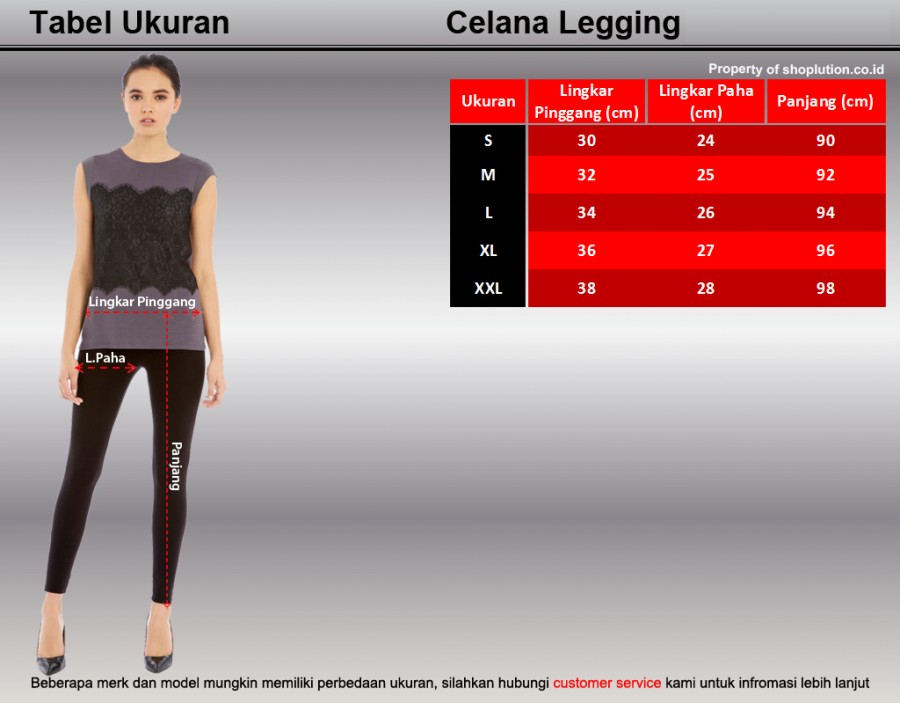 Tabel Ukuran
Celana Legging
Property of shoplution.co.id
Ukuran Lingkar Pinggang (cm) Lingkar Paha (cm) Panjang (cm)
S 30 24 90
M 32 25 92
L 34 26 94
XL 36 27 96
XXL 38 28 98
Lingkar Pinggang
L.Paha
Panjang
Beberapa merk dan model mungkin memiliki perbedaan ukuran, silahkan hubungi customer service kami untuk infromasi lebih lanjut